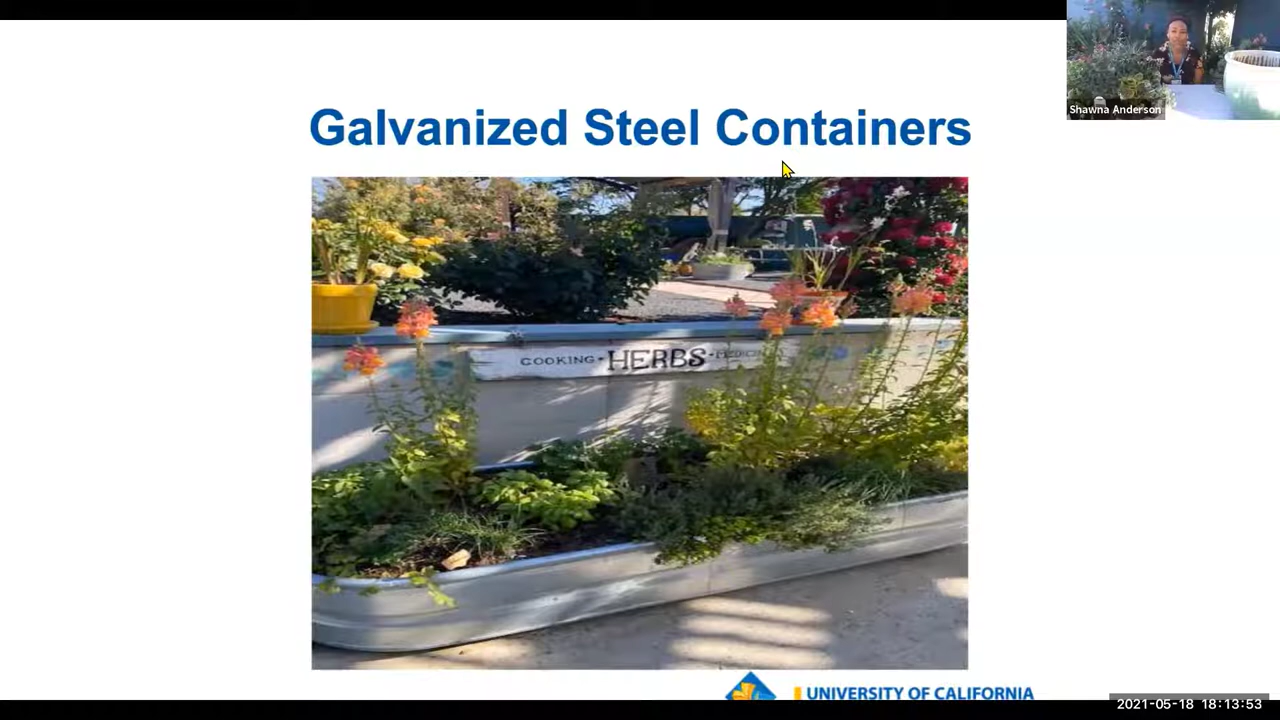 Shawna Anderson
Galvanized Steel Containers
COOKING • HERBS •
UNIVERSITY OF CALIFORNIA
2021-05-18 18:13:53